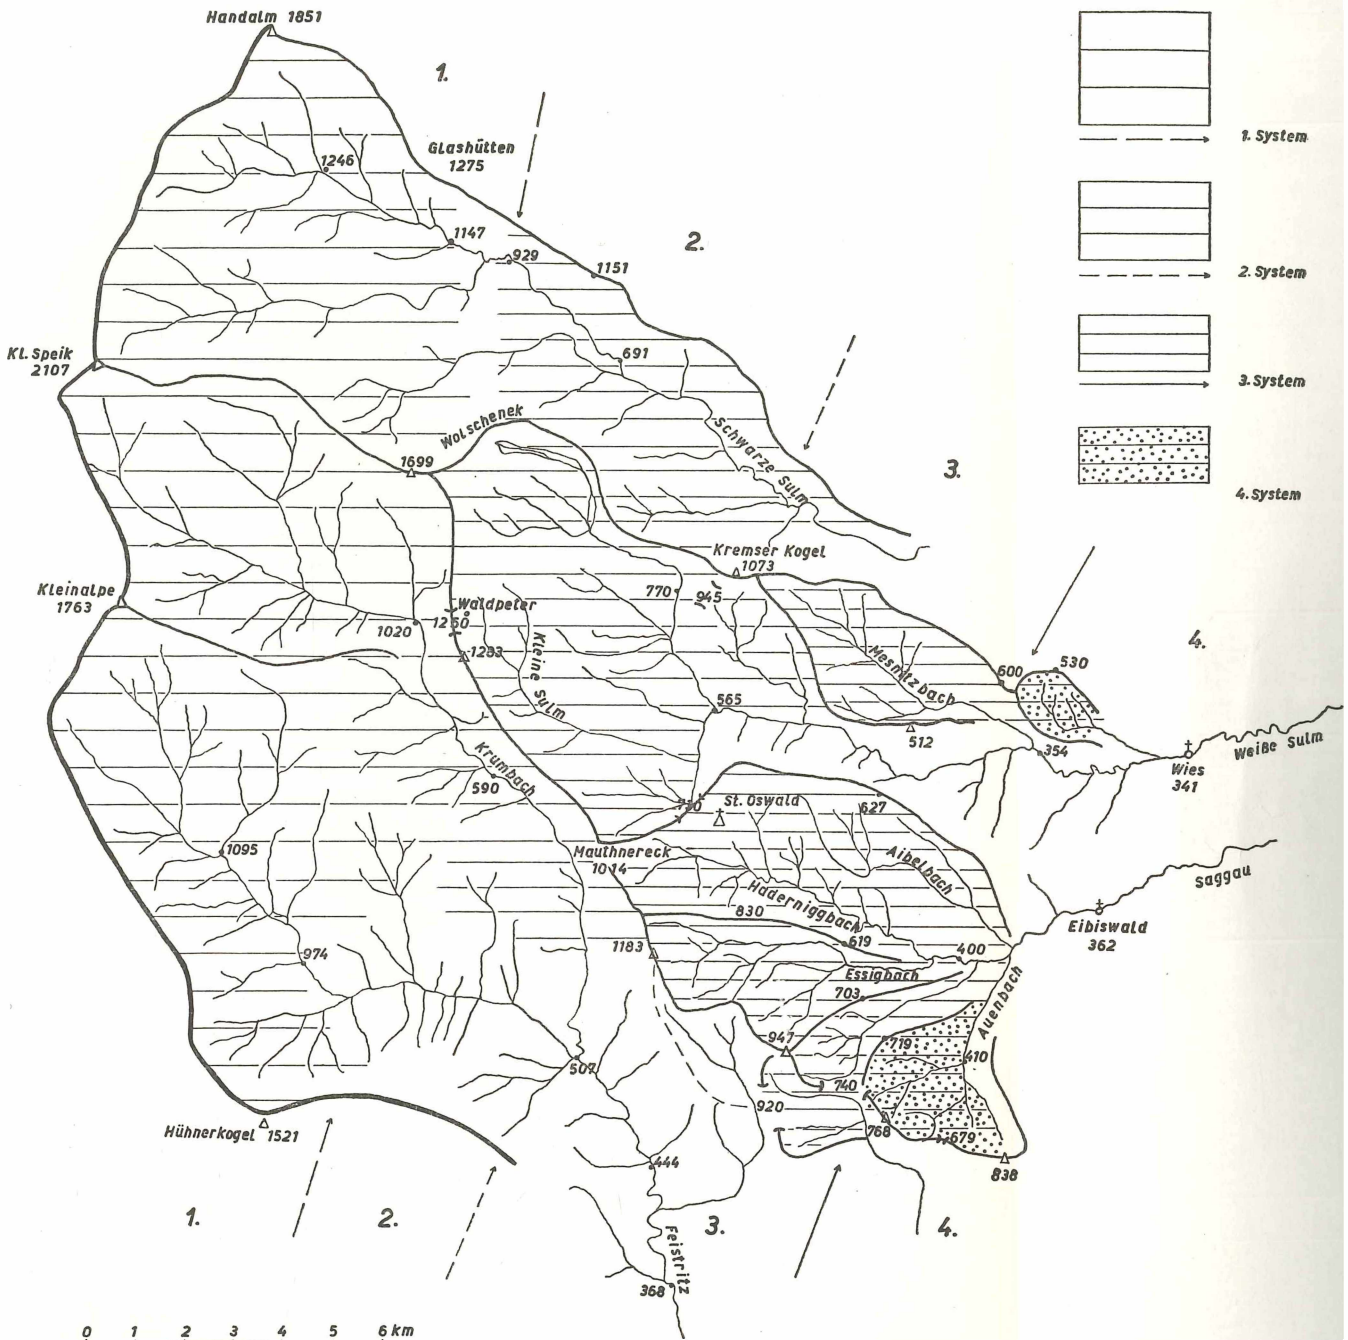 Handalm 1851
1.
1. System
Glashütten
1275
1246
2.
1147
929
1151
2. System
Kl. Speik
2107
691
3. System
Wolschenek
Schwarze Sulm
1699
3.
4. System
Kremser Kogel
1073
Kleinalpe
1763
770
945
Waldpeter
1260
1020
1283
Kleine Sulm
Mesnitzbach
4.
600
530
565
512
354
Weiße Sulm
Wies
341
Krumbach
590
710
St. Oswald
627
Mauthnereck
1014
Aibelbach
1095
Haderniggbach
830
Saggau
Eibiswald
362
1183
619
400
974
Essigbach
703
Auenbach
947
719
410
507
740
920
768
679
Hühnerkogel 1521
838
444
1.
2.
3.
4.
Feistritz
368
0 1 2 3 4 5 6 km